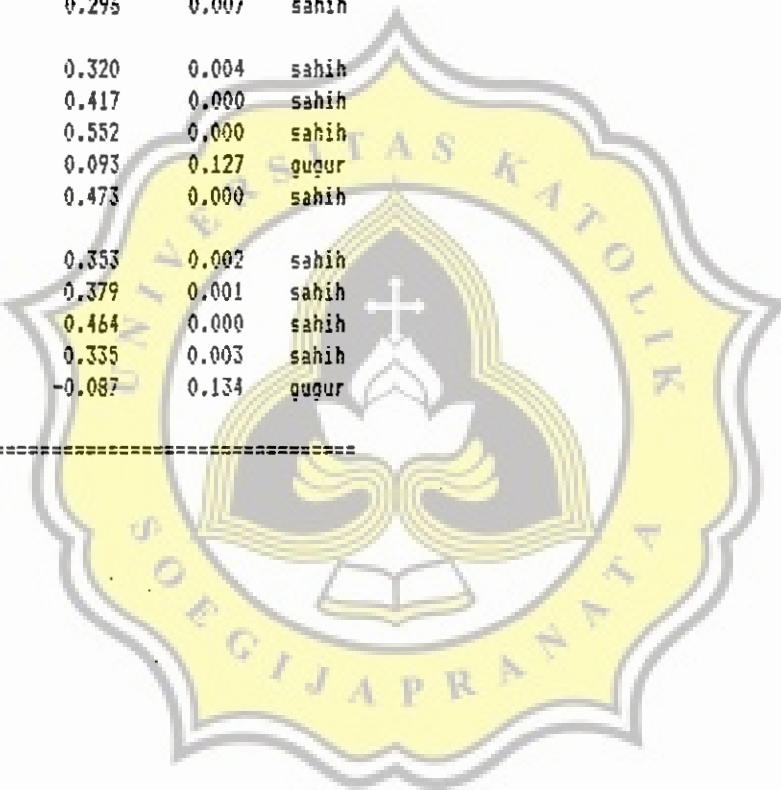 0.295 0.007 sahih
0.320 0.004 sahih
0.417 0.000 sahih
0.552 0.000 sahih
0.093 0.127 gugur
0.473 0.000 sahih
0.353 0.002 sahih
0.379 0.001 sahih
0.464 0.000 sahih
0.335 0.003 sahih
-0.087 0.134 gugur
==================================
UNIVERSITAS KATOLIK
SOEGIJAPRANATA